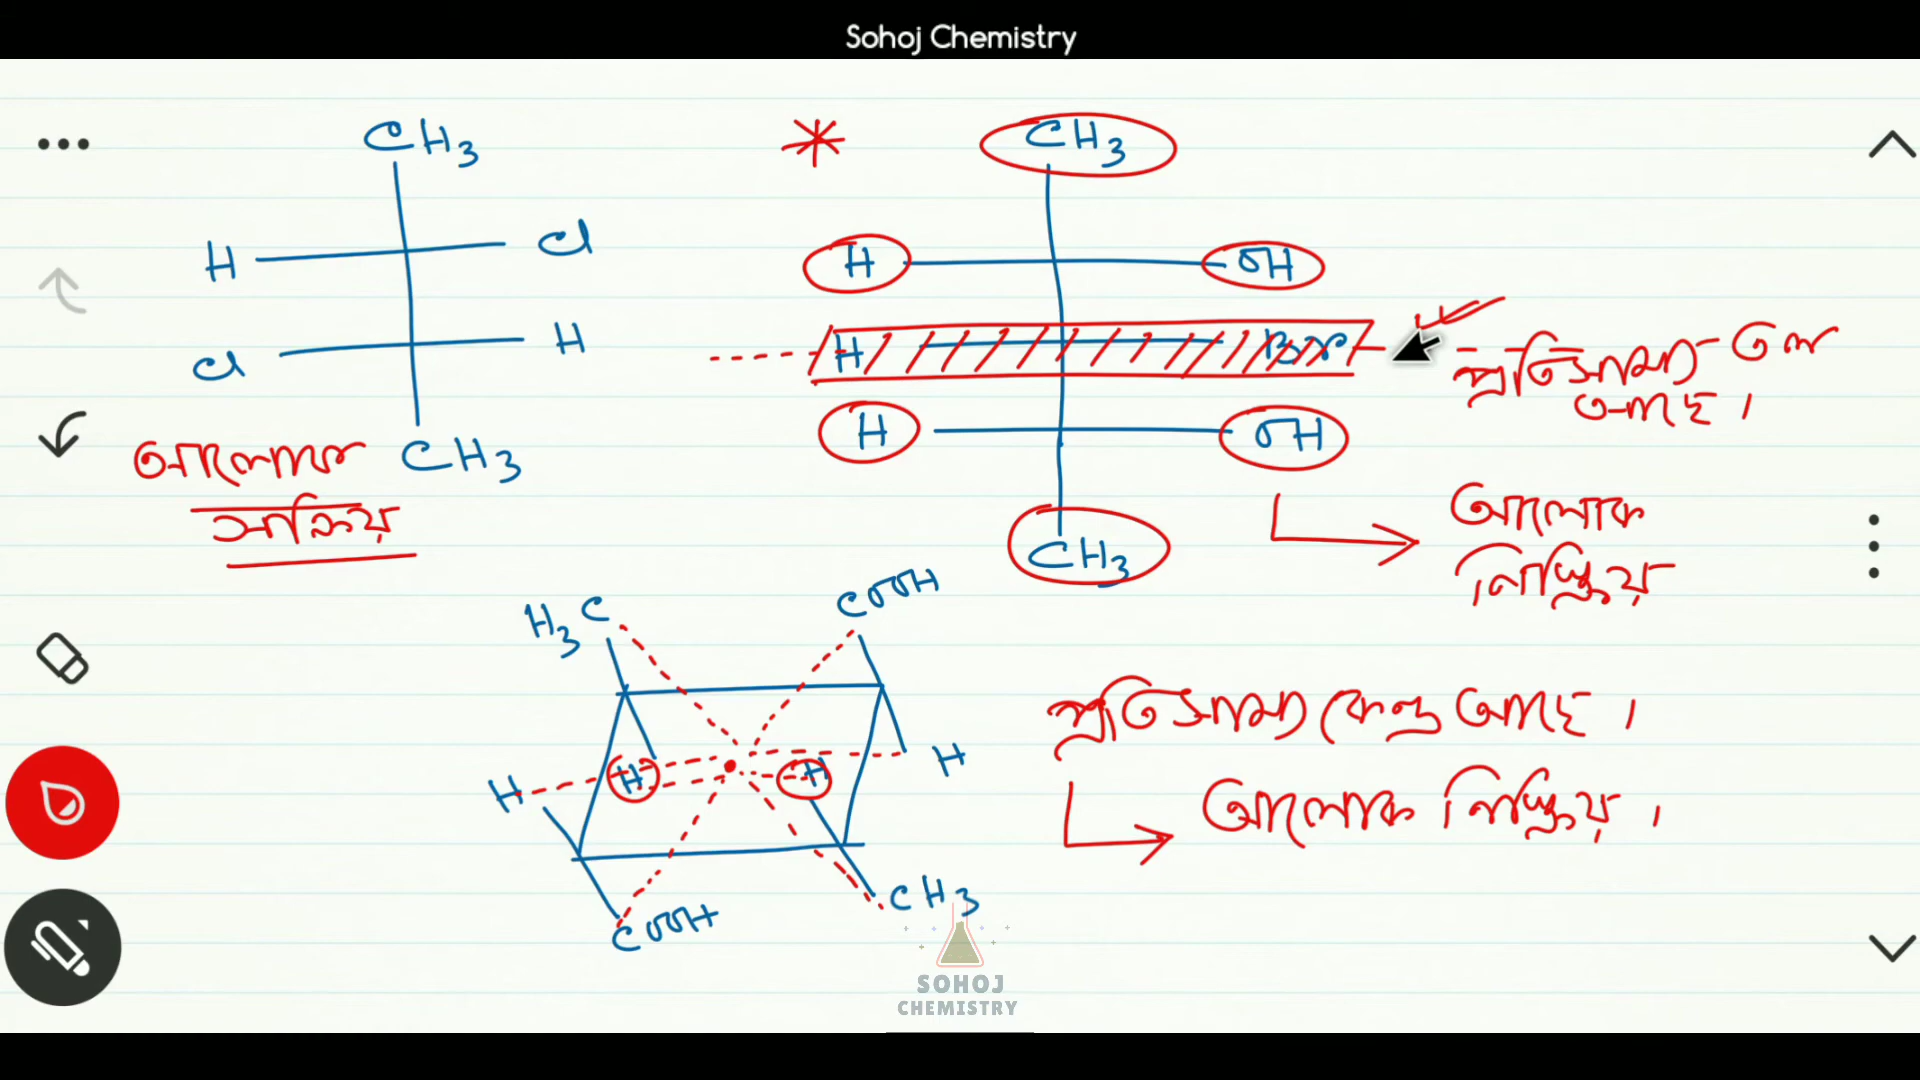 Sohoj Chemistry
CH3
H Cl
Cl H
CH3
আলোক
সক্রিয়
* CH3
H OH
H Br
H OH
CH3
প্রতিসাম্য তল
আছে।
আলোক
নিষ্ক্রিয়
H3C COOH
H H H H
COOH CH3
প্রতিসাম্য কেন্দ্র আছে।
আলোক নিষ্ক্রিয়।
SOHOJ
CHEMISTRY